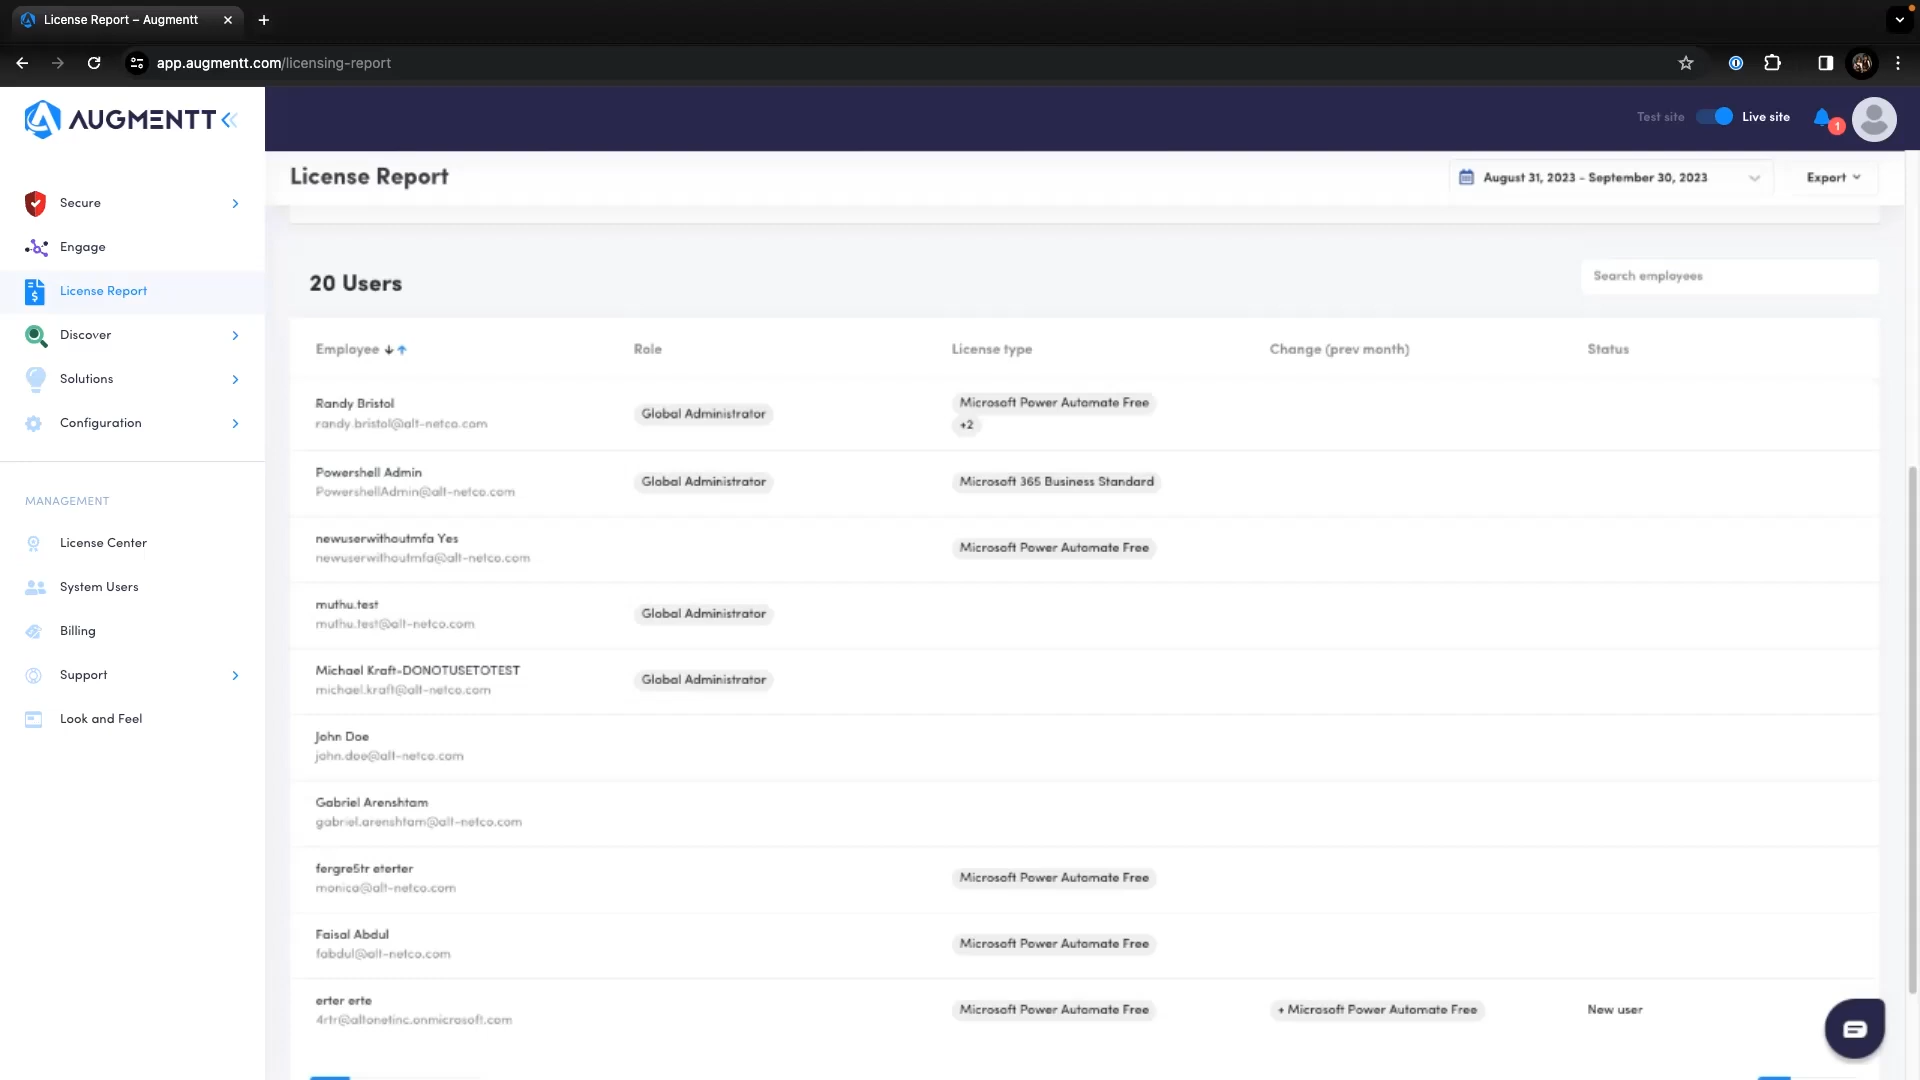 License Report – Augmentt
app.augmentt.com/licensing-report
AUGMENTT
Test site
Live site
1
Secure
Engage
License Report
Discover
Solutions
Configuration
MANAGEMENT
License Center
System Users
Billing
Support
Look and Feel
License Report
August 31, 2023 - September 30, 2023
Export
20 Users
Search employees
Employee
Role
License type
Change (prev month)
Status
Randy Bristol
randy.bristol@alt-netco.com
Global Administrator
Microsoft Power Automate Free
+2
Powershell Admin
PowershellAdmin@alt-netco.com
Global Administrator
Microsoft 365 Business Standard
newuserwithoutmfa Yes
newuserwithoutmfa@alt-netco.com
Microsoft Power Automate Free
muthu.test
muthu.test@alt-netco.com
Global Administrator
Michael Kraft-DONOTUSETOTEST
michael.kraft@alt-netco.com
Global Administrator
John Doe
john.doe@alt-netco.com
Gabriel Arenshtam
gabriel.arenshtam@alt-netco.com
fergre5tr eterter
monica@alt-netco.com
Microsoft Power Automate Free
Faisal Abdul
fabdul@alt-netco.com
Microsoft Power Automate Free
erter erte
4rtr@altonetinc.onmicrosoft.com
Microsoft Power Automate Free
+ Microsoft Power Automate Free
New user